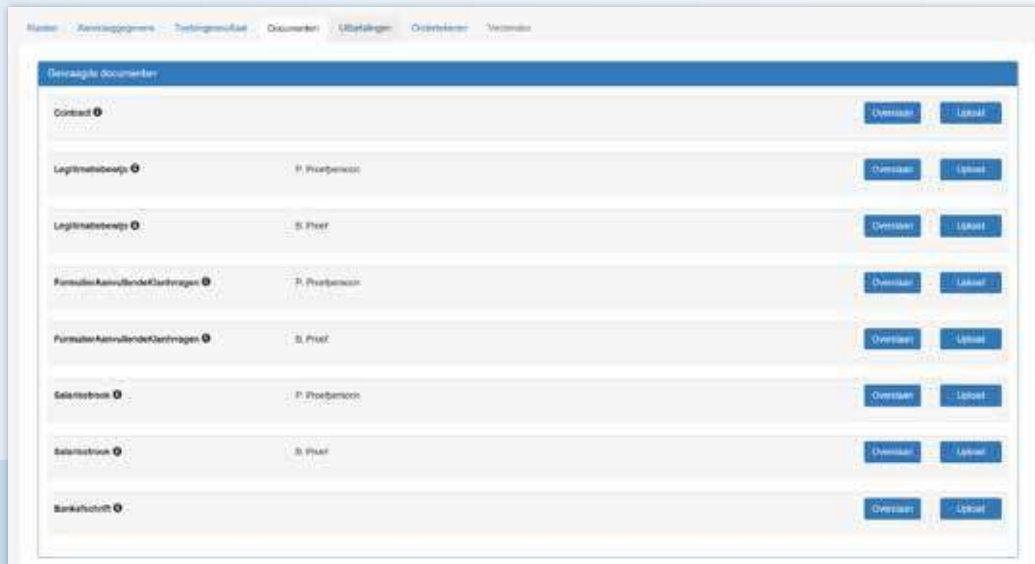 Klanten Aanvraaggegevens Toetsingsresultaat Documenten Uitbetalingen Ondertekenen Verzenden
Gevraagde documenten
Contract Overslaan Upload
Legitimatiebewijs P. Proefpersoon Overslaan Upload
Legitimatiebewijs B. Proef Overslaan Upload
FormulierAanvullendeKlantvragen P. Proefpersoon Overslaan Upload
FormulierAanvullendeKlantvragen B. Proef Overslaan Upload
Salarisstrook P. Proefpersoon Overslaan Upload
Salarisstrook B. Proef Overslaan Upload
Bankafschrift Overslaan Upload